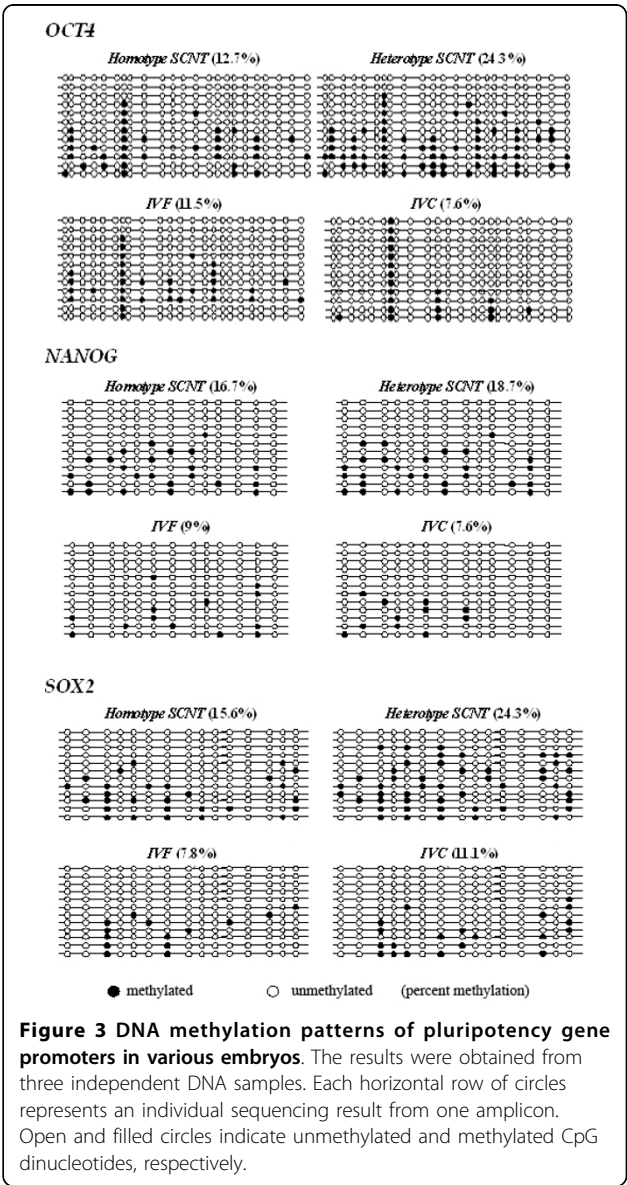 OCT4
Homotype SCNT (12.7%) Heterotype SCNT (24.3%)
IVF (11.5%) IVC (7.6%)
NANOG
Homotype SCNT (16.7%) Heterotype SCNT (18.7%)
IVF (9%) IVC (7.6%)
SOX2
Homotype SCNT (15.6%) Heterotype SCNT (24.3%)
IVF (7.8%) IVC (11.1%)
methylated unmethylated (percent methylation)
Figure 3 DNA methylation patterns of pluripotency gene
promoters in various embryos. The results were obtained from
three independent DNA samples. Each horizontal row of circles
represents an individual sequencing result from one amplicon.
Open and filled circles indicate unmethylated and methylated CpG
dinucleotides, respectively.